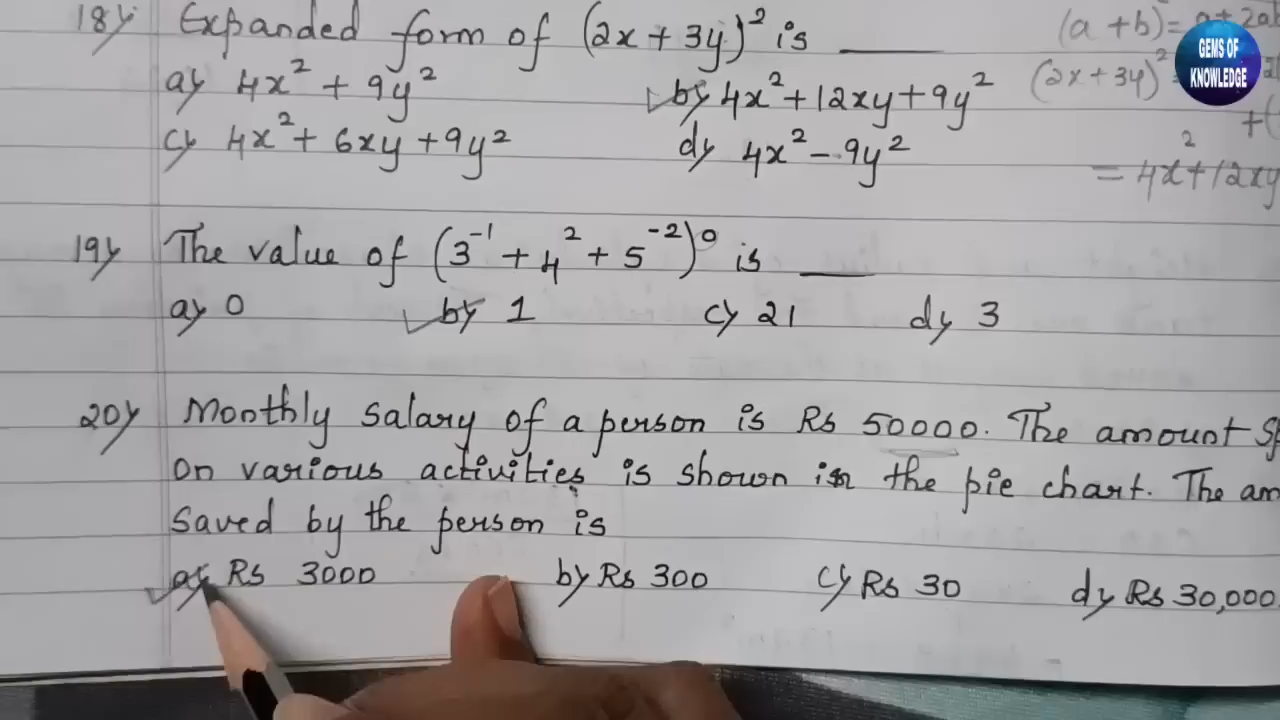 18) Expanded form of (2x + 3y)² is ____
a) 4x² + 9y² b) 4x² + 12xy + 9y²
c) 4x² + 6xy + 9y² d) 4x² - 9y²
(a + b) =
(2x + 3y)²
= 4x² + 12xy
GEMS OF
KNOWLEDGE
19) The value of (3⁻¹ + 4² + 5⁻²)⁰ is ____
a) 0 b) 1 c) 21 d) 3
20) Monthly salary of a person is Rs 50000. The amount
on various activities is shown in the pie chart. The
saved by the person is
a) Rs 3000 b) Rs 300 c) Rs 30 d) Rs 30,000